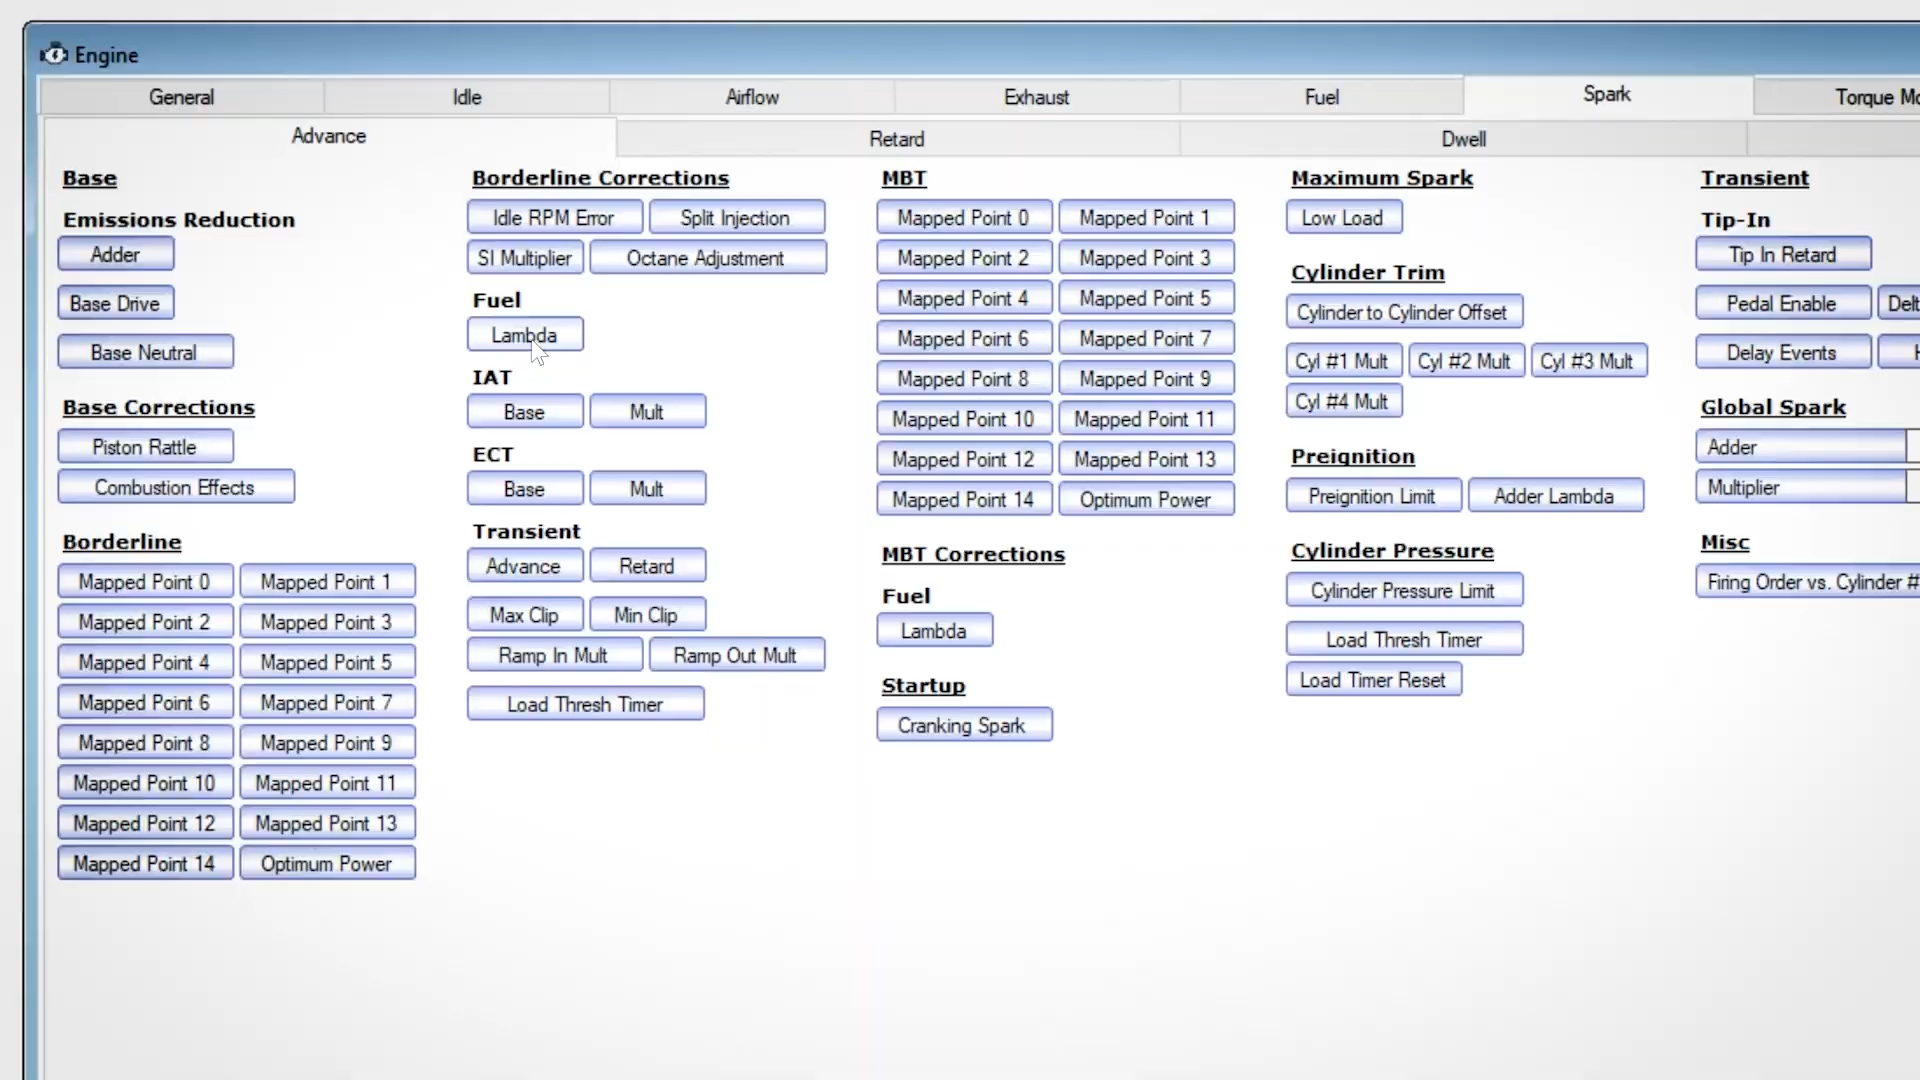 Engine
General
Idle
Airflow
Exhaust
Fuel
Spark
Torque Mo
Advance
Retard
Dwell
Base
Emissions Reduction
Adder
Base Drive
Base Neutral
Base Corrections
Piston Rattle
Combustion Effects
Borderline
Mapped Point 0 Mapped Point 1
Mapped Point 2 Mapped Point 3
Mapped Point 4 Mapped Point 5
Mapped Point 6 Mapped Point 7
Mapped Point 8 Mapped Point 9
Mapped Point 10 Mapped Point 11
Mapped Point 12 Mapped Point 13
Mapped Point 14 Optimum Power
Borderline Corrections
Idle RPM Error Split Injection
SI Multiplier Octane Adjustment
Fuel
Lambda
IAT
Base Mult
ECT
Base Mult
Transient
Advance Retard
Max Clip Min Clip
Ramp In Mult Ramp Out Mult
Load Thresh Timer
MBT
Mapped Point 0 Mapped Point 1
Mapped Point 2 Mapped Point 3
Mapped Point 4 Mapped Point 5
Mapped Point 6 Mapped Point 7
Mapped Point 8 Mapped Point 9
Mapped Point 10 Mapped Point 11
Mapped Point 12 Mapped Point 13
Mapped Point 14 Optimum Power
MBT Corrections
Fuel
Lambda
Startup
Cranking Spark
Maximum Spark
Low Load
Cylinder Trim
Cylinder to Cylinder Offset
Cyl #1 Mult Cyl #2 Mult Cyl #3 Mult
Cyl #4 Mult
Preignition
Preignition Limit Adder Lambda
Cylinder Pressure
Cylinder Pressure Limit
Load Thresh Timer
Load Timer Reset
Transient
Tip-In
Tip In Retard
Pedal Enable Delt
Delay Events H
Global Spark
Adder
Multiplier
Misc
Firing Order vs. Cylinder #